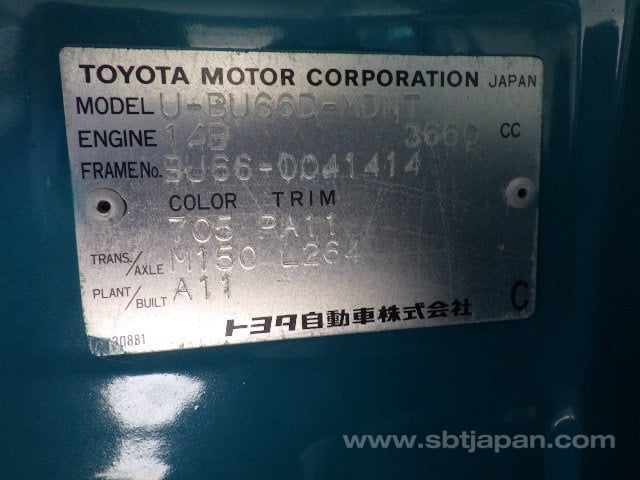 TOYOTA MOTOR CORPORATION JAPAN
MODEL U-BU66D-MDNT
ENGINE 14B 3660 CC
FRAME No. BU66-0041414
COLOR TRIM
705 PA11
TRANS./AXLE M150 L264
PLANT/BUILT A11
C
トヨタ自動車株式会社
30881
www.sbtjapan.com